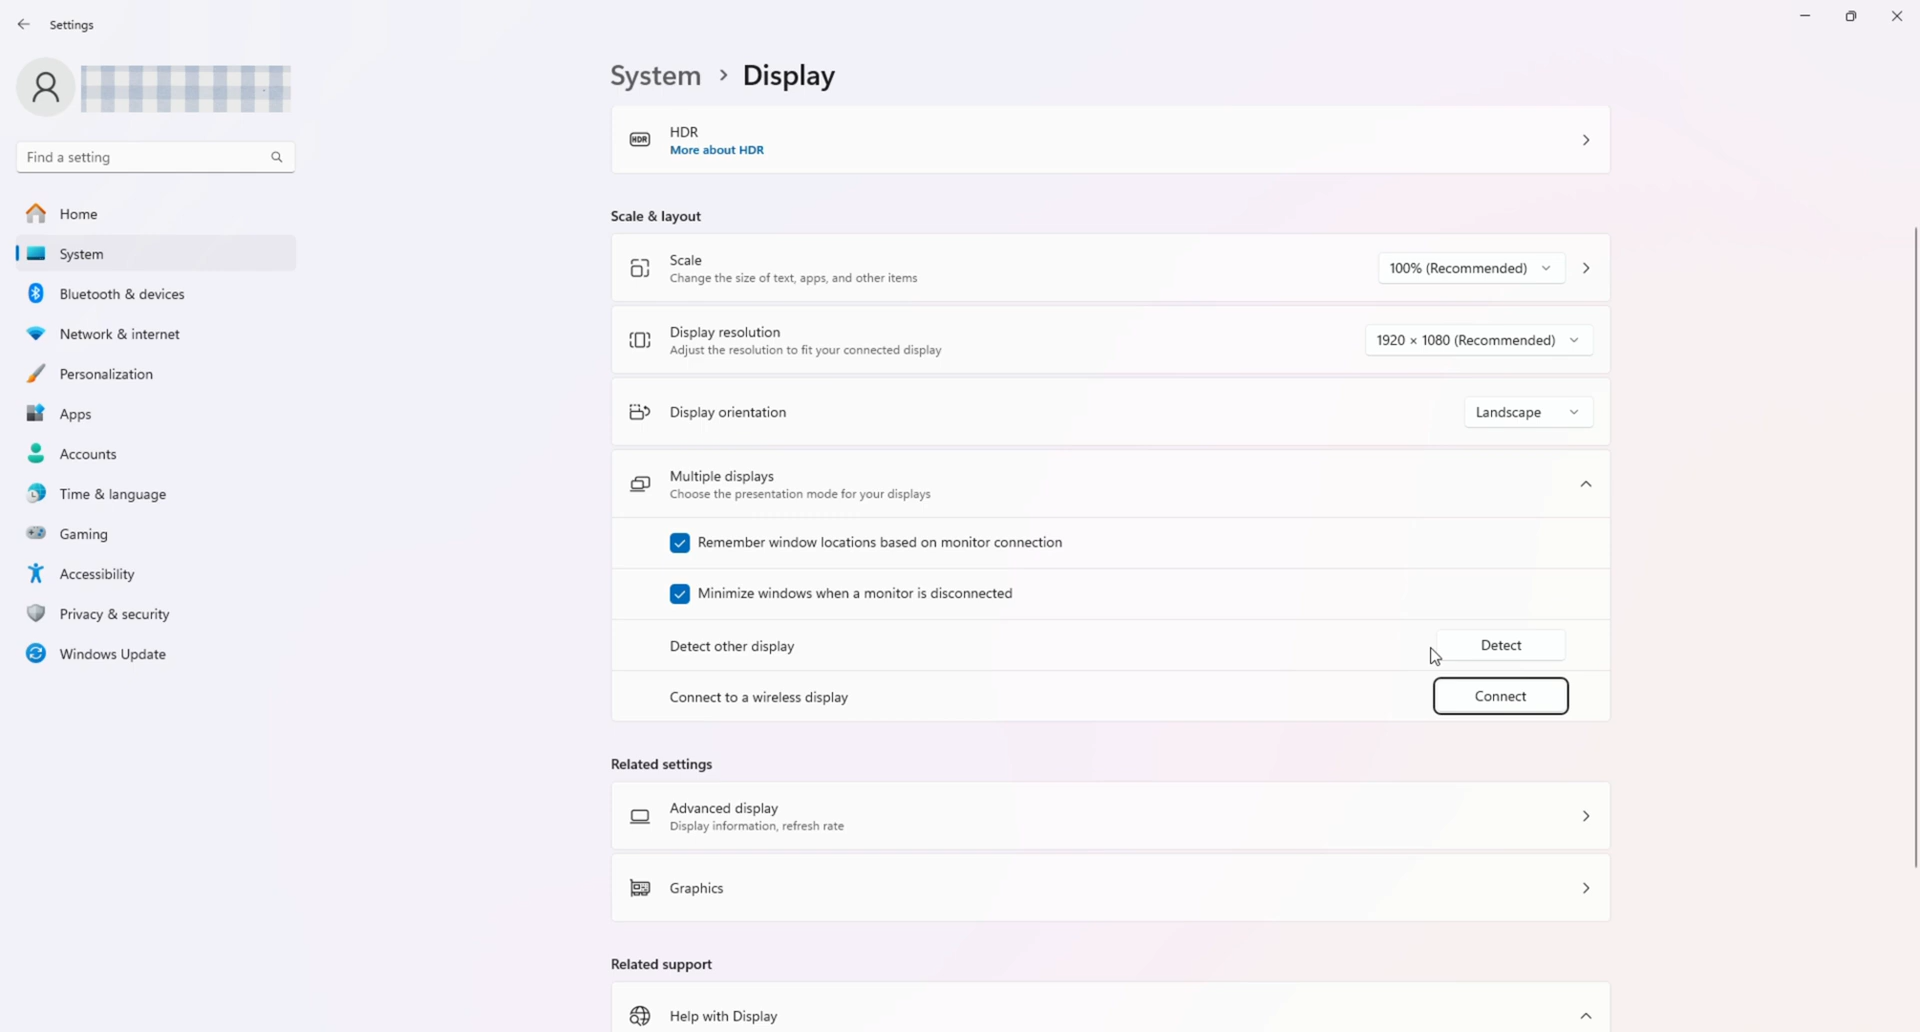 Settings
Find a setting
Home
System
Bluetooth & devices
Network & internet
Personalization
Apps
Accounts
Time & language
Gaming
Accessibility
Privacy & security
Windows Update
System > Display
HDR
HDR
More about HDR
Scale & layout
Scale
Change the size of text, apps, and other items
100% (Recommended)
Display resolution
Adjust the resolution to fit your connected display
1920 × 1080 (Recommended)
Display orientation
Landscape
Multiple displays
Choose the presentation mode for your displays
Remember window locations based on monitor connection
Minimize windows when a monitor is disconnected
Detect other display
Detect
Connect to a wireless display
Connect
Related settings
Advanced display
Display information, refresh rate
Graphics
Related support
Help with Display